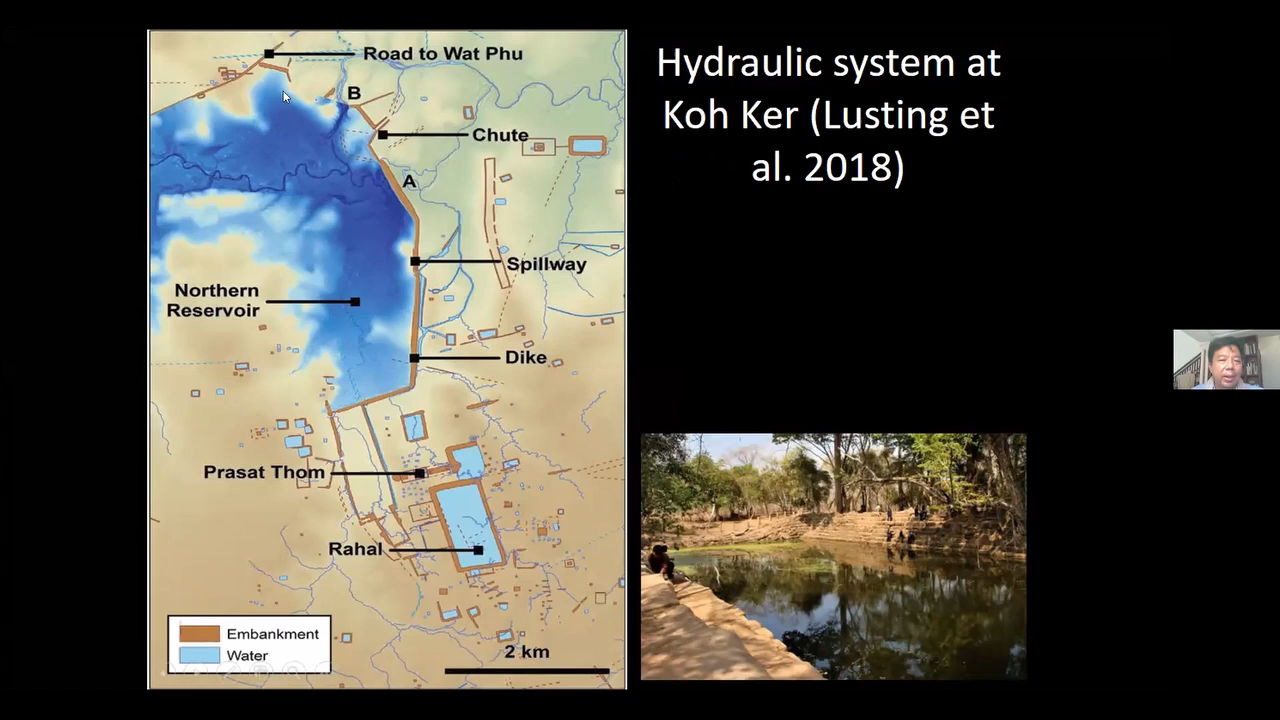 Road to Wat Phu
B
Chute
A
Spillway
Northern
Reservoir
Dike
Prasat Thom
Rahal
Embankment
Water
2 km
Hydraulic system at
Koh Ker (Lusting et
al. 2018)